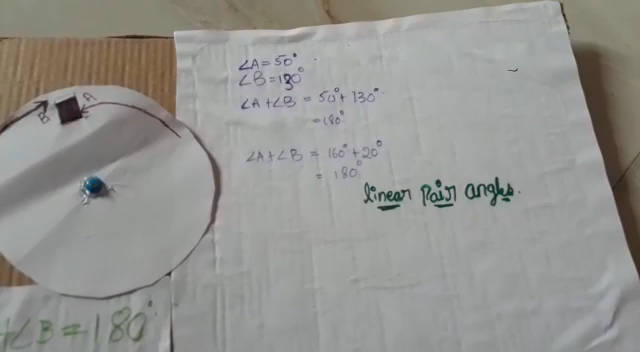 ∠A = 50°
∠B = 130°
∠A + ∠B = 50° + 130°
= 180°
∠A + ∠B = 160° + 20°
= 180°
linear Pair angles.
B A
+∠B = 180°